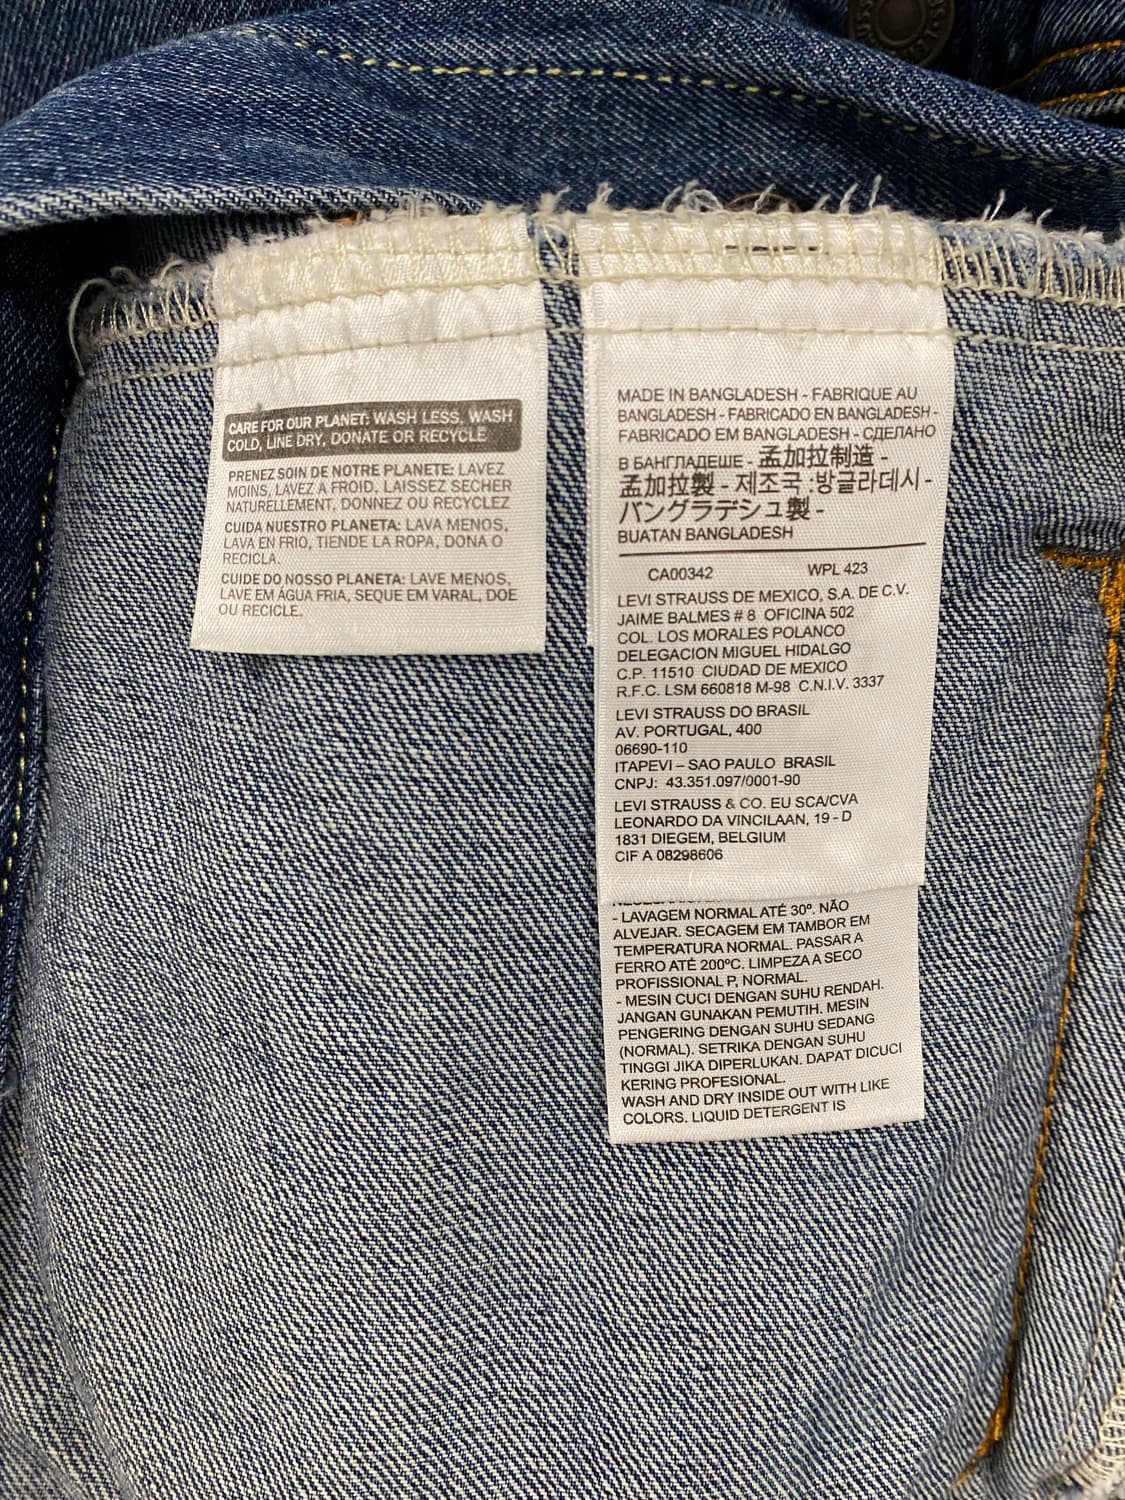 CARE FOR OUR PLANET: WASH LESS, WASH
COLD, LINE DRY, DONATE OR RECYCLE
PRENEZ SOIN DE NOTRE PLANETE: LAVEZ
MOINS, LAVEZ A FROID, LAISSEZ SECHER
NATURELLEMENT, DONNEZ OU RECYCLEZ
CUIDA NUESTRO PLANETA: LAVA MENOS,
LAVA EN FRIO, TIENDE LA ROPA, DONA O
RECICLA.
CUIDE DO NOSSO PLANETA: LAVE MENOS,
LAVE EM ÁGUA FRIA, SEQUE EM VARAL, DOE
OU RECICLE.
MADE IN BANGLADESH - FABRIQUE AU
BANGLADESH - FABRICADO EN BANGLADESH -
FABRICADO EM BANGLADESH - СДЕЛАНО
В БАНГЛАДЕШЕ - 孟加拉制造 -
孟加拉製 - 제조국 :방글라데시 -
バングラデシュ製 -
BUATAN BANGLADESH
CA00342 WPL 423
LEVI STRAUSS DE MEXICO, S.A. DE C.V.
JAIME BALMES # 8 OFICINA 502
COL. LOS MORALES POLANCO
DELEGACION MIGUEL HIDALGO
C.P. 11510 CIUDAD DE MEXICO
R.F.C. LSM 660818 M-98 C.N.I.V. 3337
LEVI STRAUSS DO BRASIL
AV. PORTUGAL, 400
06690-110
ITAPEVI – SAO PAULO BRASIL
CNPJ: 43.351.097/0001-90
LEVI STRAUSS & CO. EU SCA/CVA
LEONARDO DA VINCILAAN, 19 - D
1831 DIEGEM, BELGIUM
CIF A 08298606
- LAVAGEM NORMAL ATÉ 30º. NÃO
ALVEJAR. SECAGEM EM TAMBOR EM
TEMPERATURA NORMAL. PASSAR A
FERRO ATÉ 200ºC. LIMPEZA A SECO
PROFISSIONAL P, NORMAL.
- MESIN CUCI DENGAN SUHU RENDAH.
JANGAN GUNAKAN PEMUTIH. MESIN
PENGERING DENGAN SUHU SEDANG
(NORMAL). SETRIKA DENGAN SUHU
TINGGI JIKA DIPERLUKAN. DAPAT DICUCI
KERING PROFESIONAL.
WASH AND DRY INSIDE OUT WITH LIKE
COLORS. LIQUID DETERGENT IS